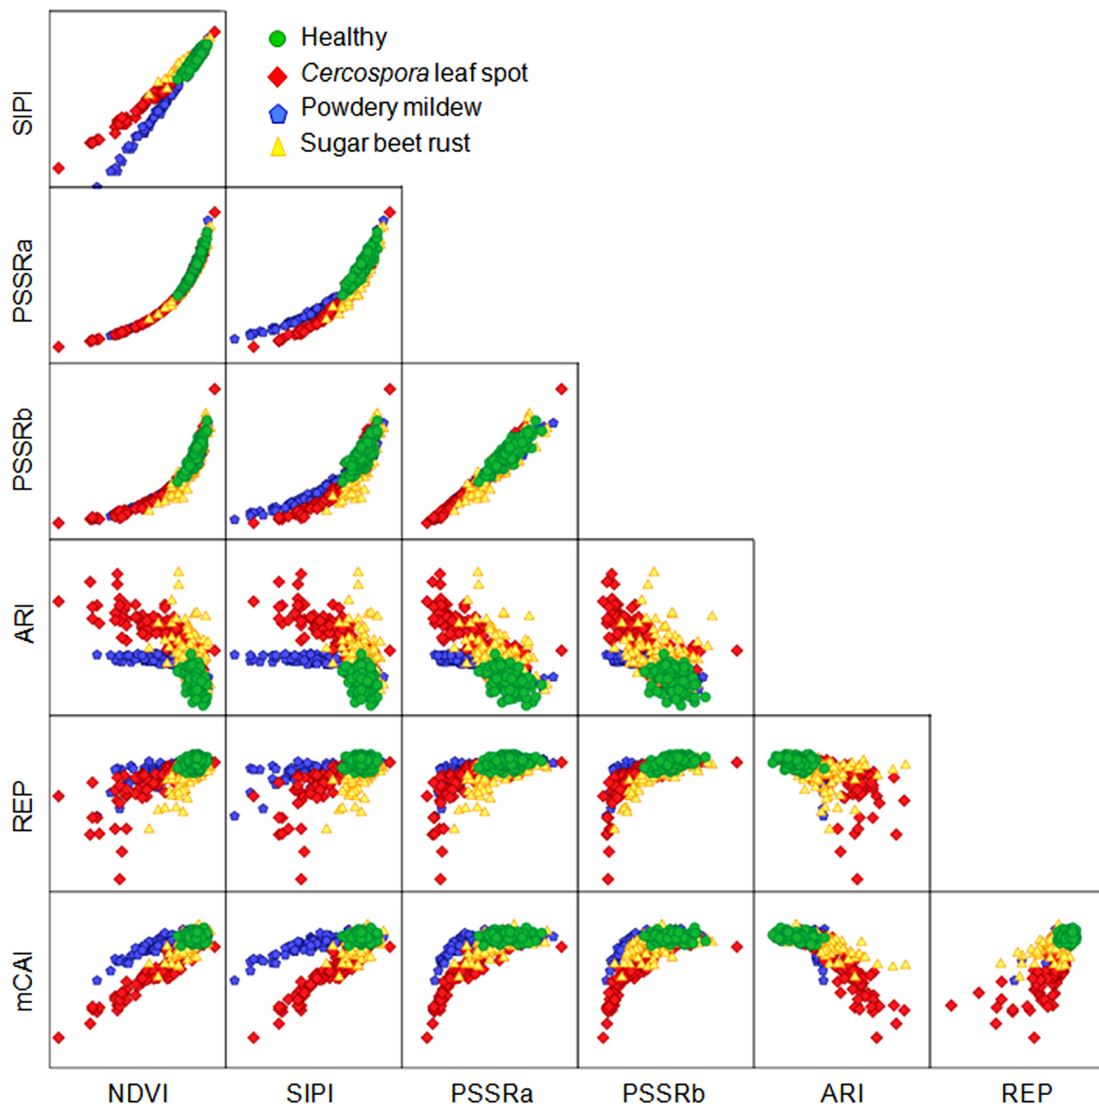 Healthy
Cercospora leaf spot
Powdery mildew
Sugar beet rust
SIPI
PSSRa
PSSRb
ARI
REP
mCAI
NDVI SIPI PSSRa PSSRb ARI REP